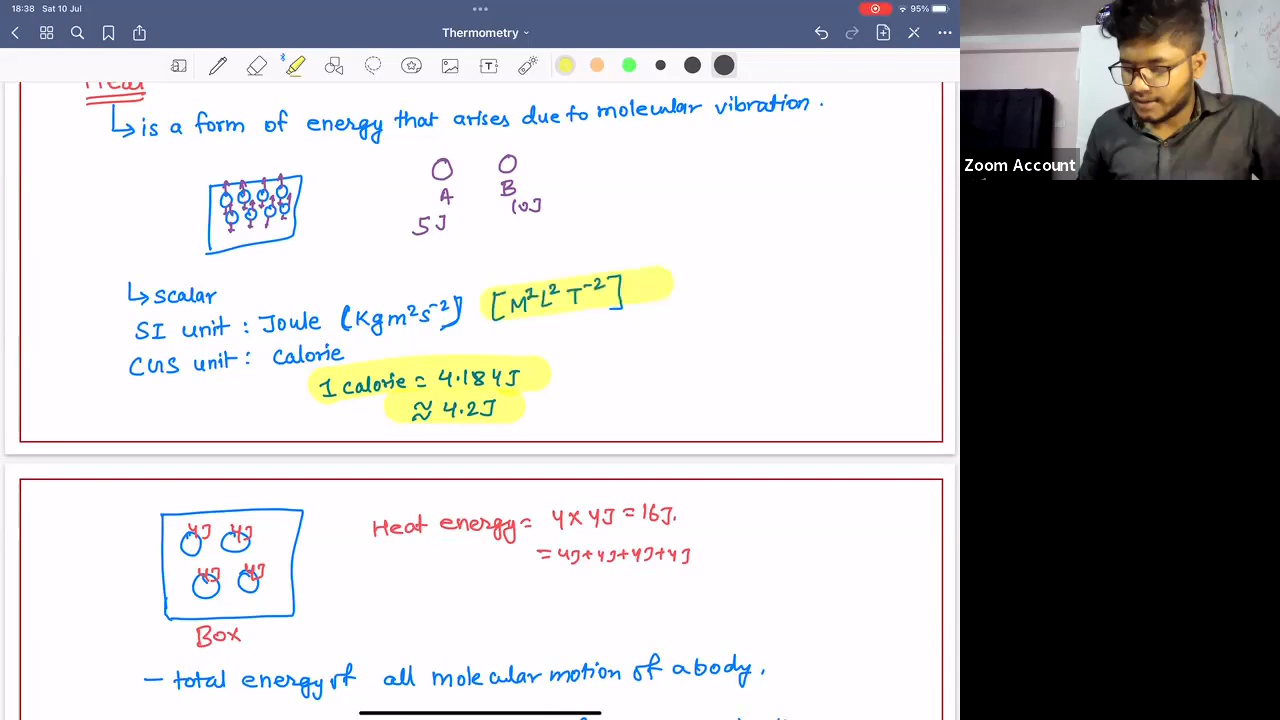 18:38 Sat 10 Jul
95%
Thermometry
Heat
↳ is a form of energy that arises due to molecular vibration.
A B
5J 10J
↳ scalar
SI unit : Joule (Kgm²s⁻²) [M¹L²T⁻²]
CGS unit : Calorie
1 calorie = 4.184J
≈ 4.2J
4J 4J
4J 4J
Box
Heat energy = 4 x 4J = 16J.
= 4J+4J+4J+4J
- total energy of all molecular motion of a body.
Zoom Account